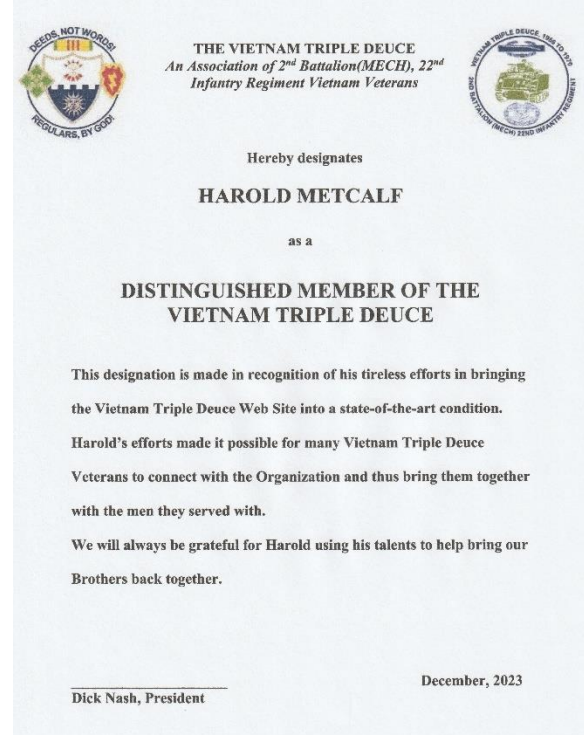 DEEDS, NOT WORDS!
REGULARS, BY GOD!
THE VIETNAM TRIPLE DEUCE
An Association of 2nd Battalion(MECH), 22nd
Infantry Regiment Vietnam Veterans
VIETNAM TRIPLE DEUCE, 1966 TO 1970
2ND BATTALION (MECH) 22ND INFANTRY REGIMENT
Hereby designates
HAROLD METCALF
as a
DISTINGUISHED MEMBER OF THE
VIETNAM TRIPLE DEUCE
This designation is made in recognition of his tireless efforts in bringing
the Vietnam Triple Deuce Web Site into a state-of-the-art condition.
Harold’s efforts made it possible for many Vietnam Triple Deuce
Veterans to connect with the Organization and thus bring them together
with the men they served with.
We will always be grateful for Harold using his talents to help bring our
Brothers back together.
December, 2023
Dick Nash, President